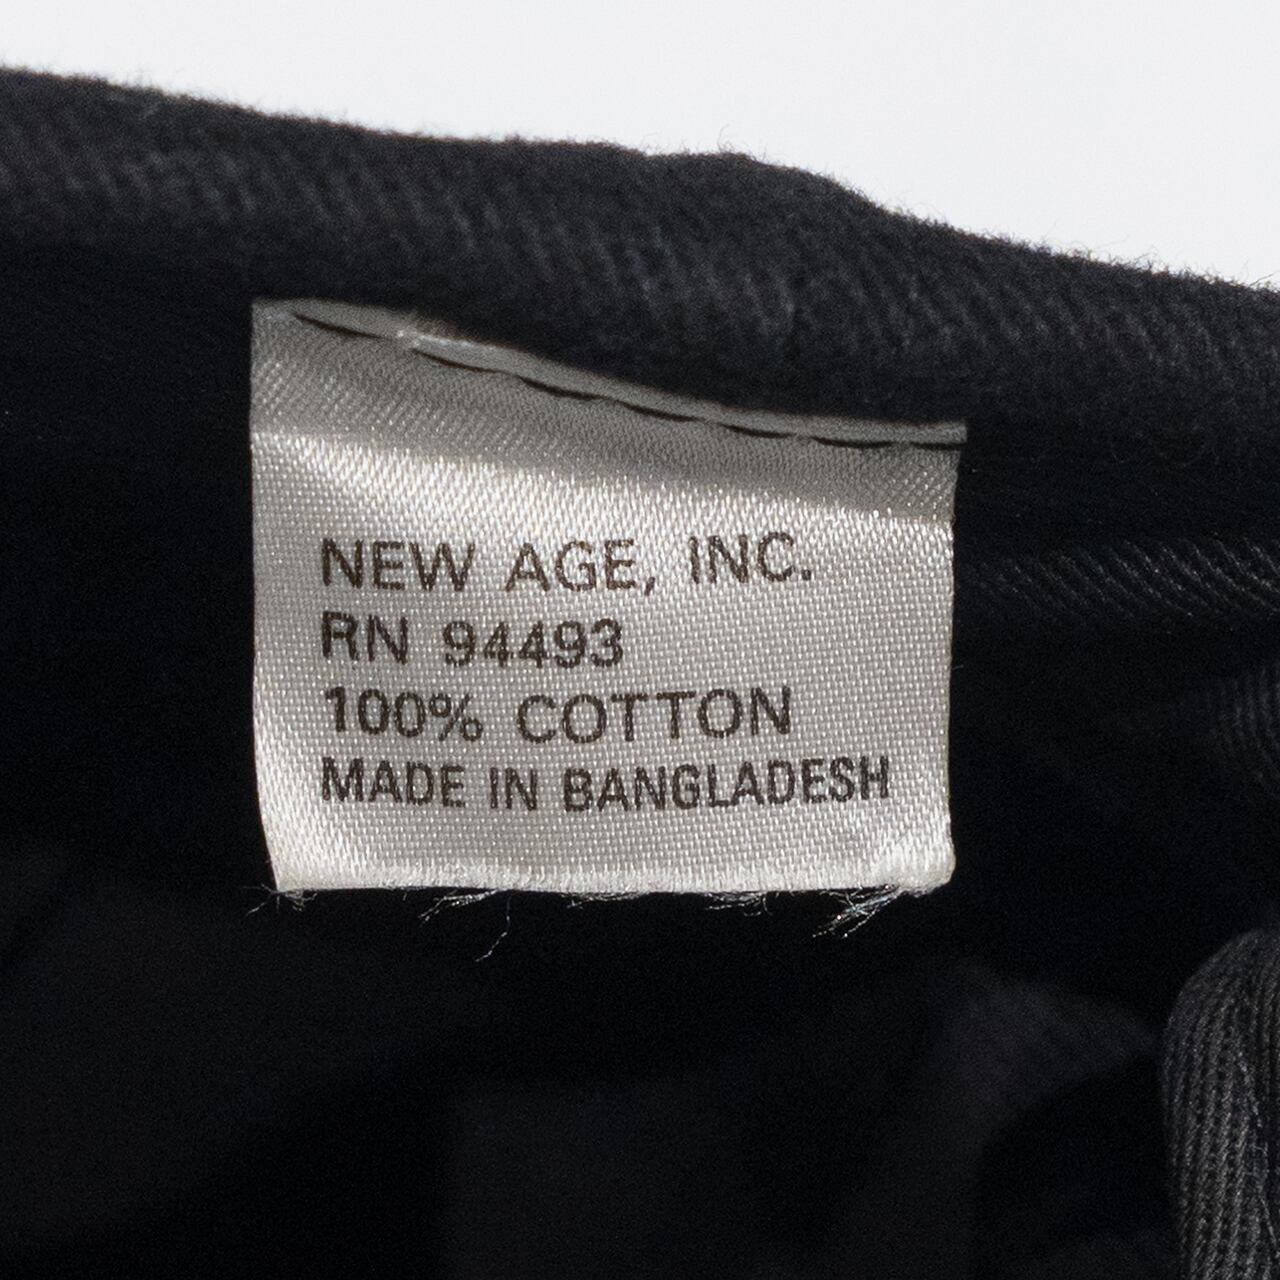 NEW AGE, INC.
RN 94493
100% COTTON
MADE IN BANGLADESH